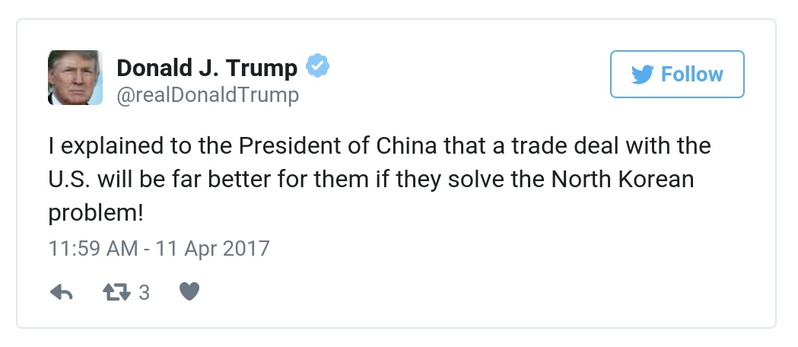 Donald J. Trump
@realDonaldTrump
Follow
I explained to the President of China that a trade deal with the
U.S. will be far better for them if they solve the North Korean
problem!
11:59 AM - 11 Apr 2017
3